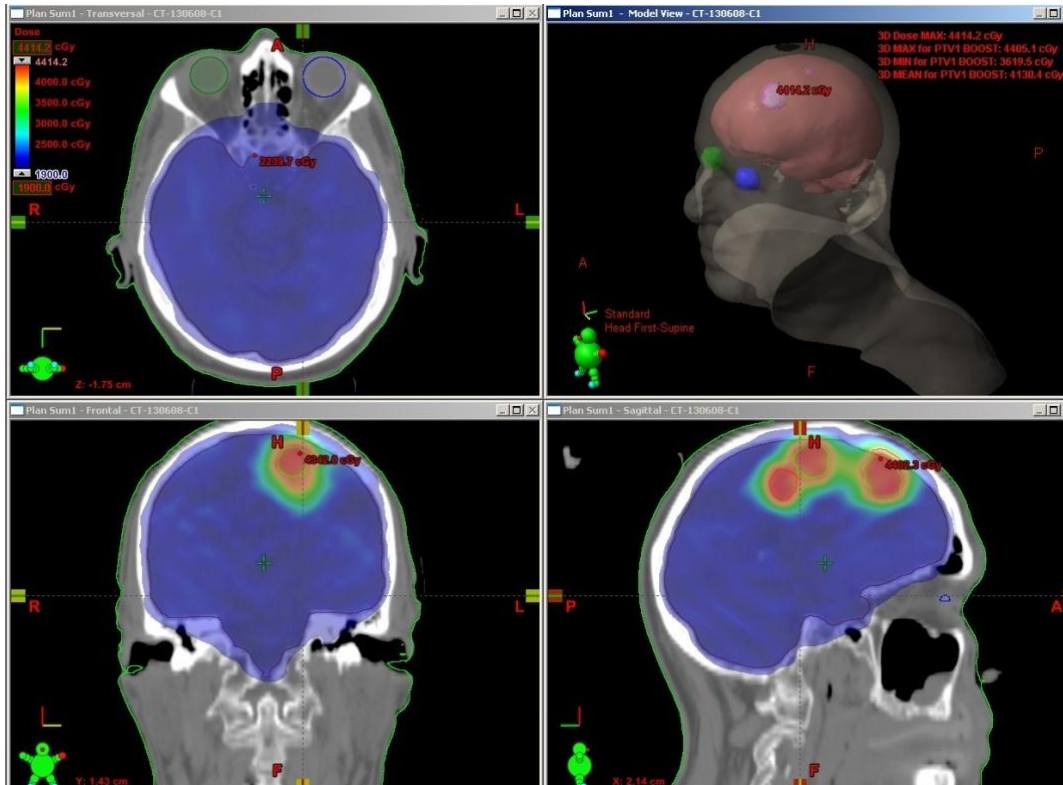 Plan Sum1 - Transversal - CT-130608-C1
Dose
4414.2 cGy
4414.2
4000.0 cGy
3500.0 cGy
3000.0 cGy
2500.0 cGy
1900.0
1900.0 cGy
A
R
L
P
Z: -1.75 cm
Plan Sum1 - Model View - CT-130608-C1
3D Dose MAX: 4414.2 cGy
3D MAX for PTV1 BOOST: 4405.1 cGy
3D MIN for PTV1 BOOST: 3619.5 cGy
3D MEAN for PTV1 BOOST: 4130.4 cGy
H
4414.2 cGy
P
A
Standard
Head First-Supine
F
Plan Sum1 - Frontal - CT-130608-C1
H
R
L
F
Y: 1.43 cm
Plan Sum1 - Sagittal - CT-130608-C1
H
4402.3 cGy
P
A
F
X: 2.14 cm